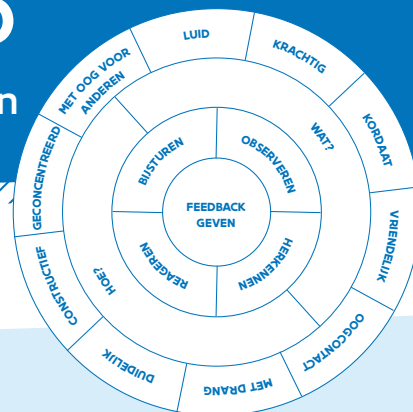 n
LUID
KRACHTIG
KORDAAT
VRIENDELIJK
OOGCONTACT
MET DRANG
DUIDELIJK
CONSTRUCTIEF
GECONCENTREERD
MET OOG VOOR
ANDEREN
WAT?
HOE?
OBSERVEREN
HERKENNEN
REAGEREN
BIJSTUREN
FEEDBACK
GEVEN